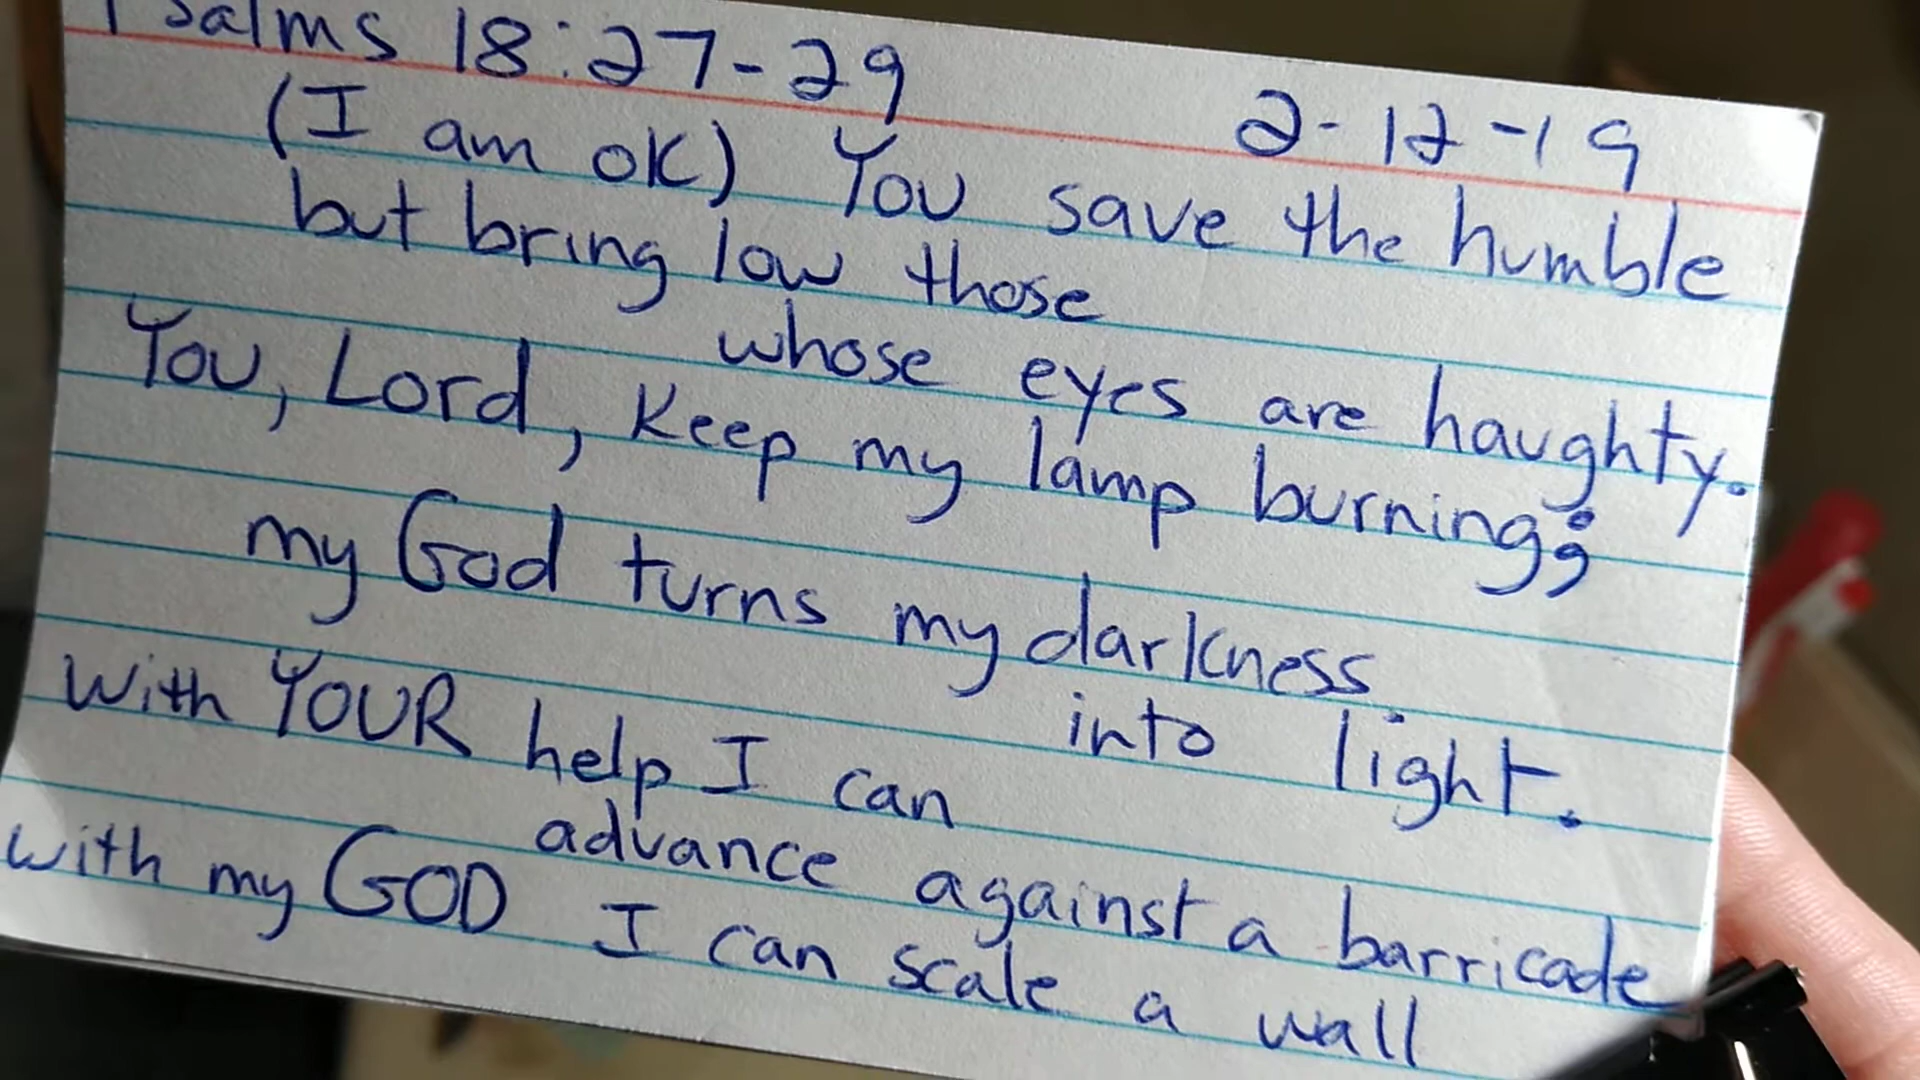 Psalms 18:27-29
2-12-19
(I am OK) You save the humble
but bring low those
whose eyes are haughty.
You, Lord, Keep my lamp burning;
my God turns my darkness
into light.
With YOUR help I can
advance against a barricade
with my GOD I can scale a wall